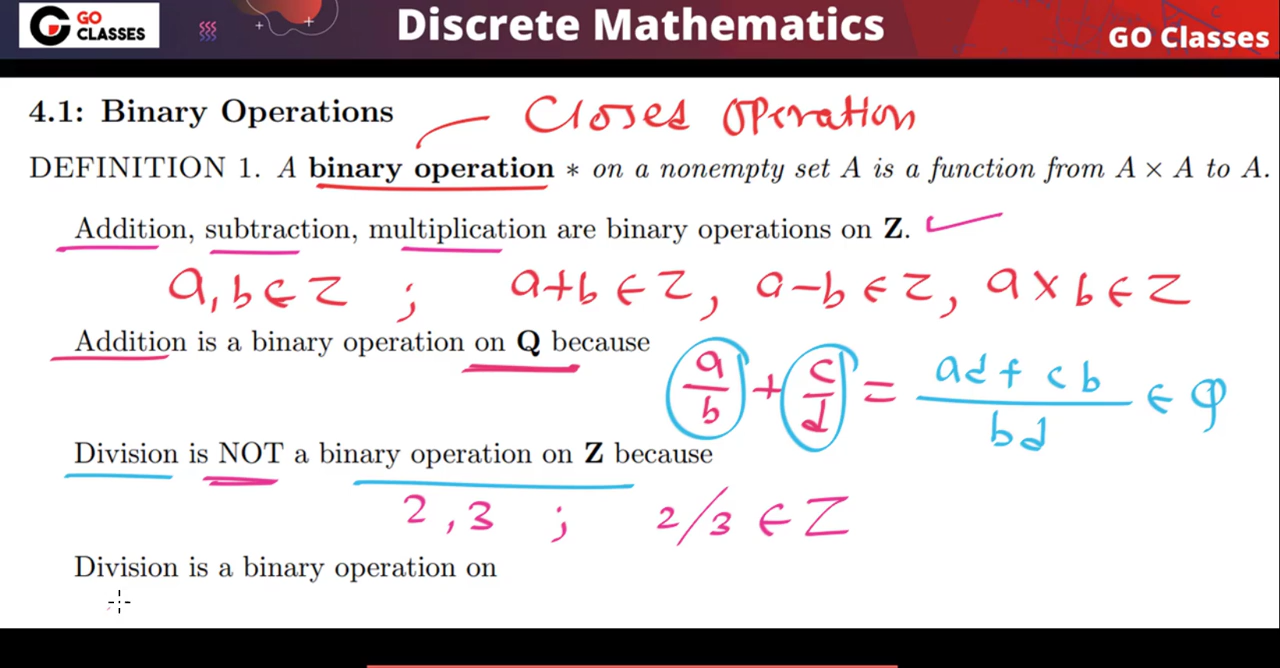 GO
CLASSES
Discrete Mathematics
GO Classes
4.1: Binary Operations
Closed Operation
DEFINITION 1. A binary operation * on a nonempty set A is a function from A × A to A.
Addition, subtraction, multiplication are binary operations on Z.
a, b ∈ Z ; a+b ∈ Z, a-b ∈ Z, a × b ∈ Z
Addition is a binary operation on Q because
a/b + c/d = ad + cb / bd ∈ Q
Division is NOT a binary operation on Z because
2, 3 ; 2/3 ∈ Z
Division is a binary operation on